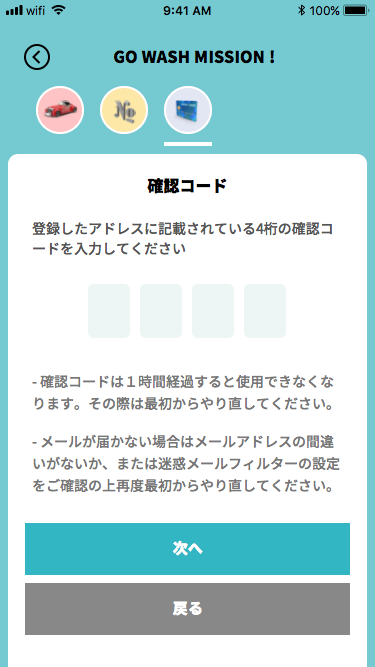 wifi 9:41 AM 100%
GO WASH MISSION !
No
確認コード
登録したアドレスに記載されている4桁の確認コ
ードを入力してください
- 確認コードは１時間経過すると使用できなくな
ります。その際は最初からやり直してください。
- メールが届かない場合はメールアドレスの間違
いがないか、または迷惑メールフィルターの設定
をご確認の上再度最初からやり直してください。
次へ
戻る